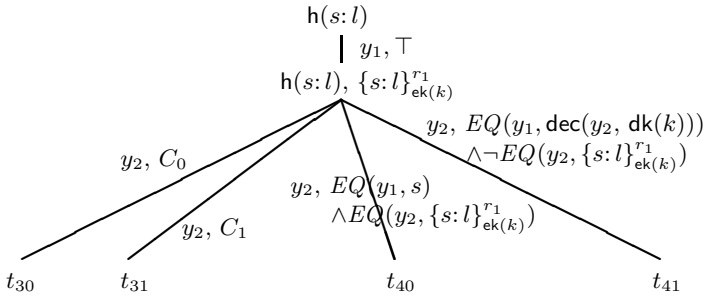 h(s:l)
y₁, ⊤
h(s:l), {s:l}^{r₁}_{ek(k)}
y₂, EQ(y₁, dec(y₂, dk(k)))
∧¬EQ(y₂, {s:l}^{r₁}_{ek(k)})
y₂, C₀
y₂, EQ(y₁, s)
∧EQ(y₂, {s:l}^{r₁}_{ek(k)})
y₂, C₁
t₃₀ t₃₁ t₄₀ t₄₁